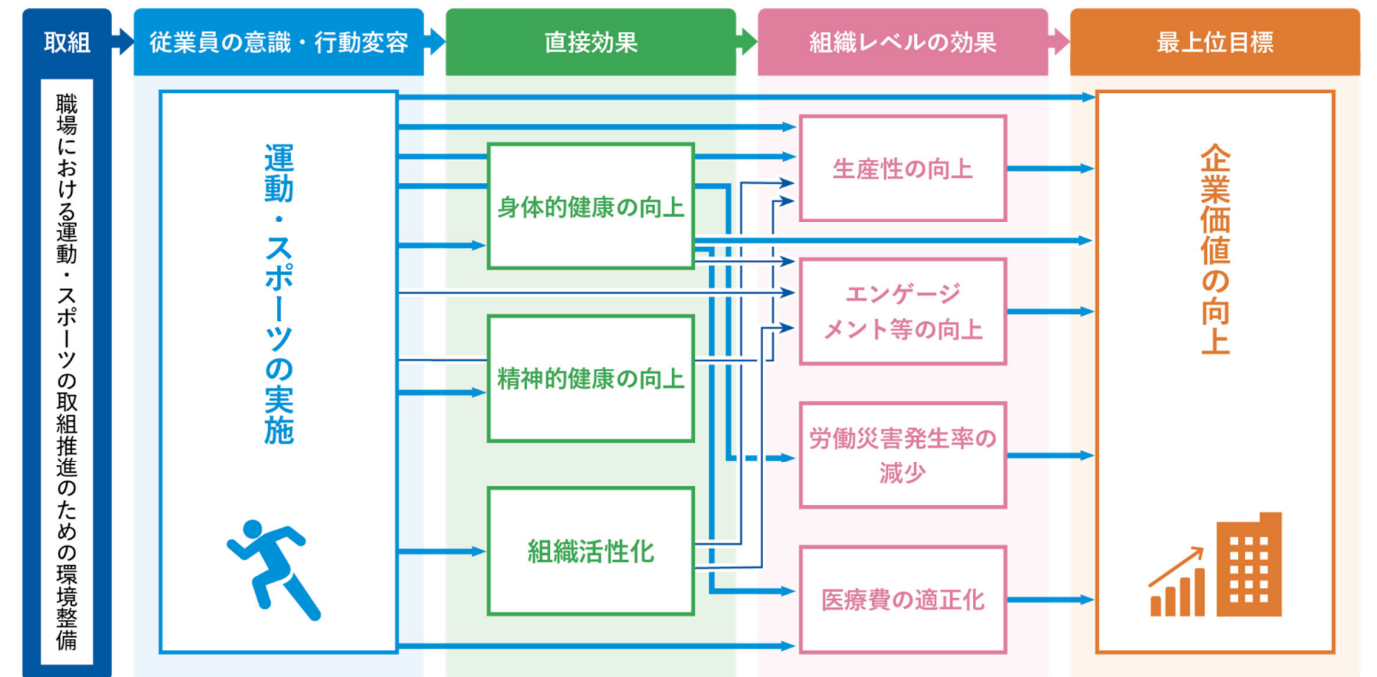 取組
従業員の意識・行動変容
直接効果
組織レベルの効果
最上位目標
職場における運動・スポーツの取組推進のための環境整備
運動・スポーツの実施
身体的健康の向上
精神的健康の向上
組織活性化
生産性の向上
エンゲージ
メント等の向上
労働災害発生率の
減少
医療費の適正化
企業価値の向上